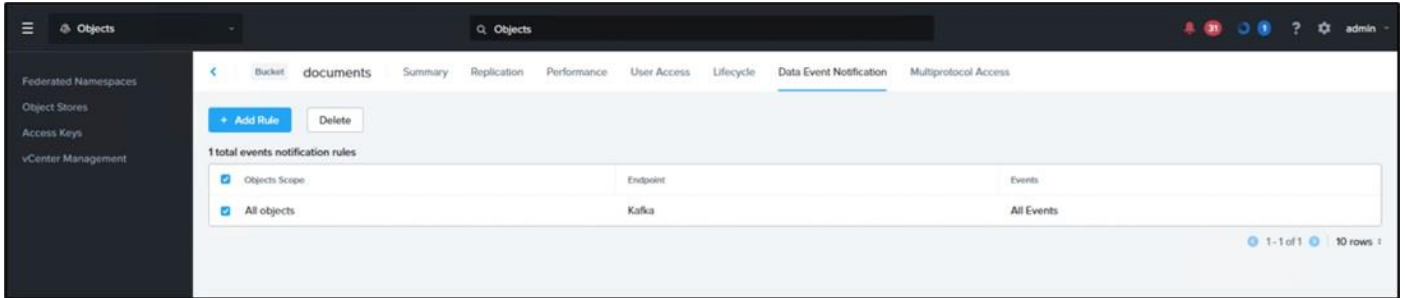 Objects
Objects
31
1
?
admin
Federated Namespaces
Object Stores
Access Keys
vCenter Management
Bucket documents Summary Replication Performance User Access Lifecycle Data Event Notification Multiprotocol Access
+ Add Rule Delete
1 total events notification rules
Objects Scope Endpoint Events
All objects Kafka All Events
1 - 1 of 1 10 rows